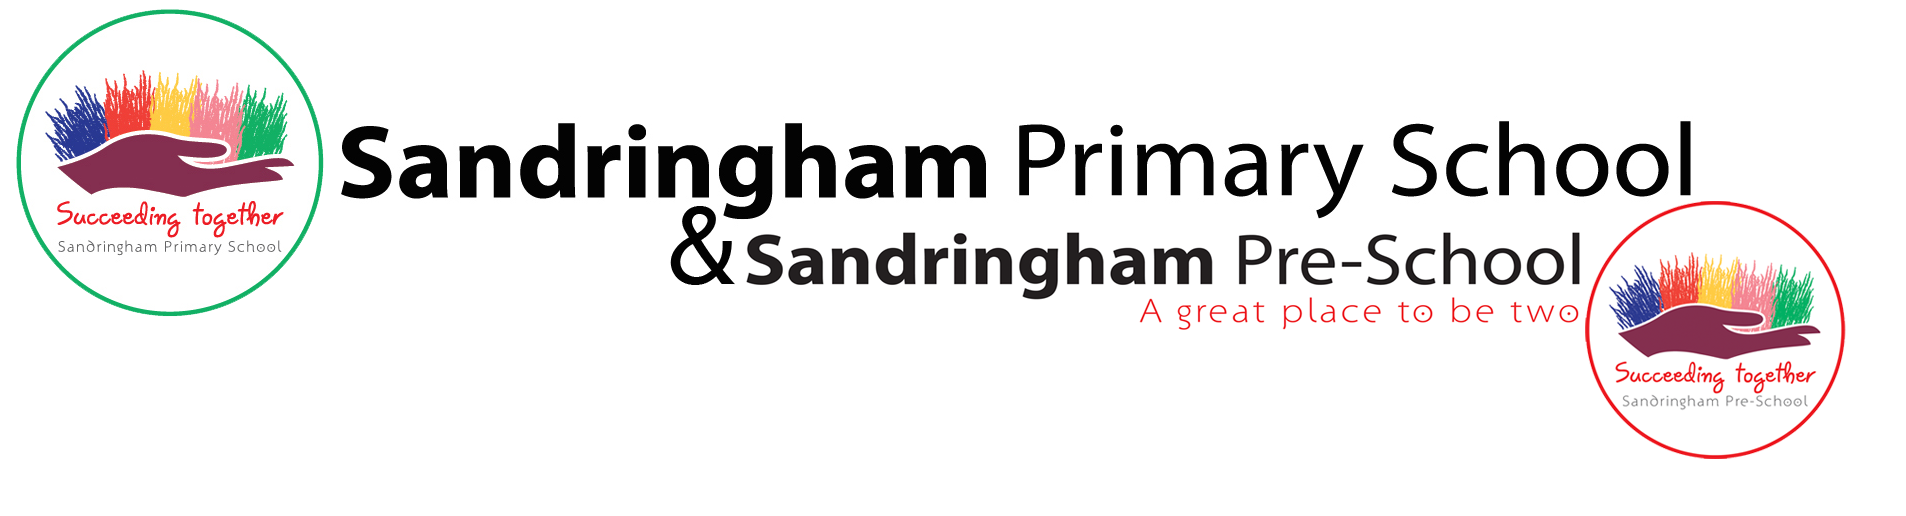 Succeeding together
Sandringham Primary School
Sandringham Primary School
& Sandringham Pre-School
A great place to be two
Succeeding together
Sandringham Pre-School